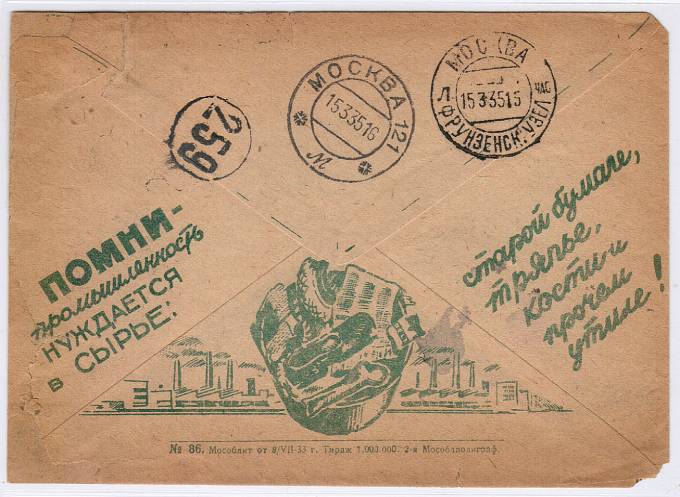 МОСКВА
15 3 35 15
ЧАС
Л. ФРУНЗЕНСК. УЗЕЛ
МОСКВА 121
15 3 35 16
М
259
ПОМНИ-
промышленность
НУЖДАЕТСЯ
в СЫРЬЕ:
старой бумаге,
тряпье,
кости и
прочем
утиле!
№ 86. Мособлит от 8/VII-33 г. Тираж 1.000.000. 2-я Мособлполиграф.